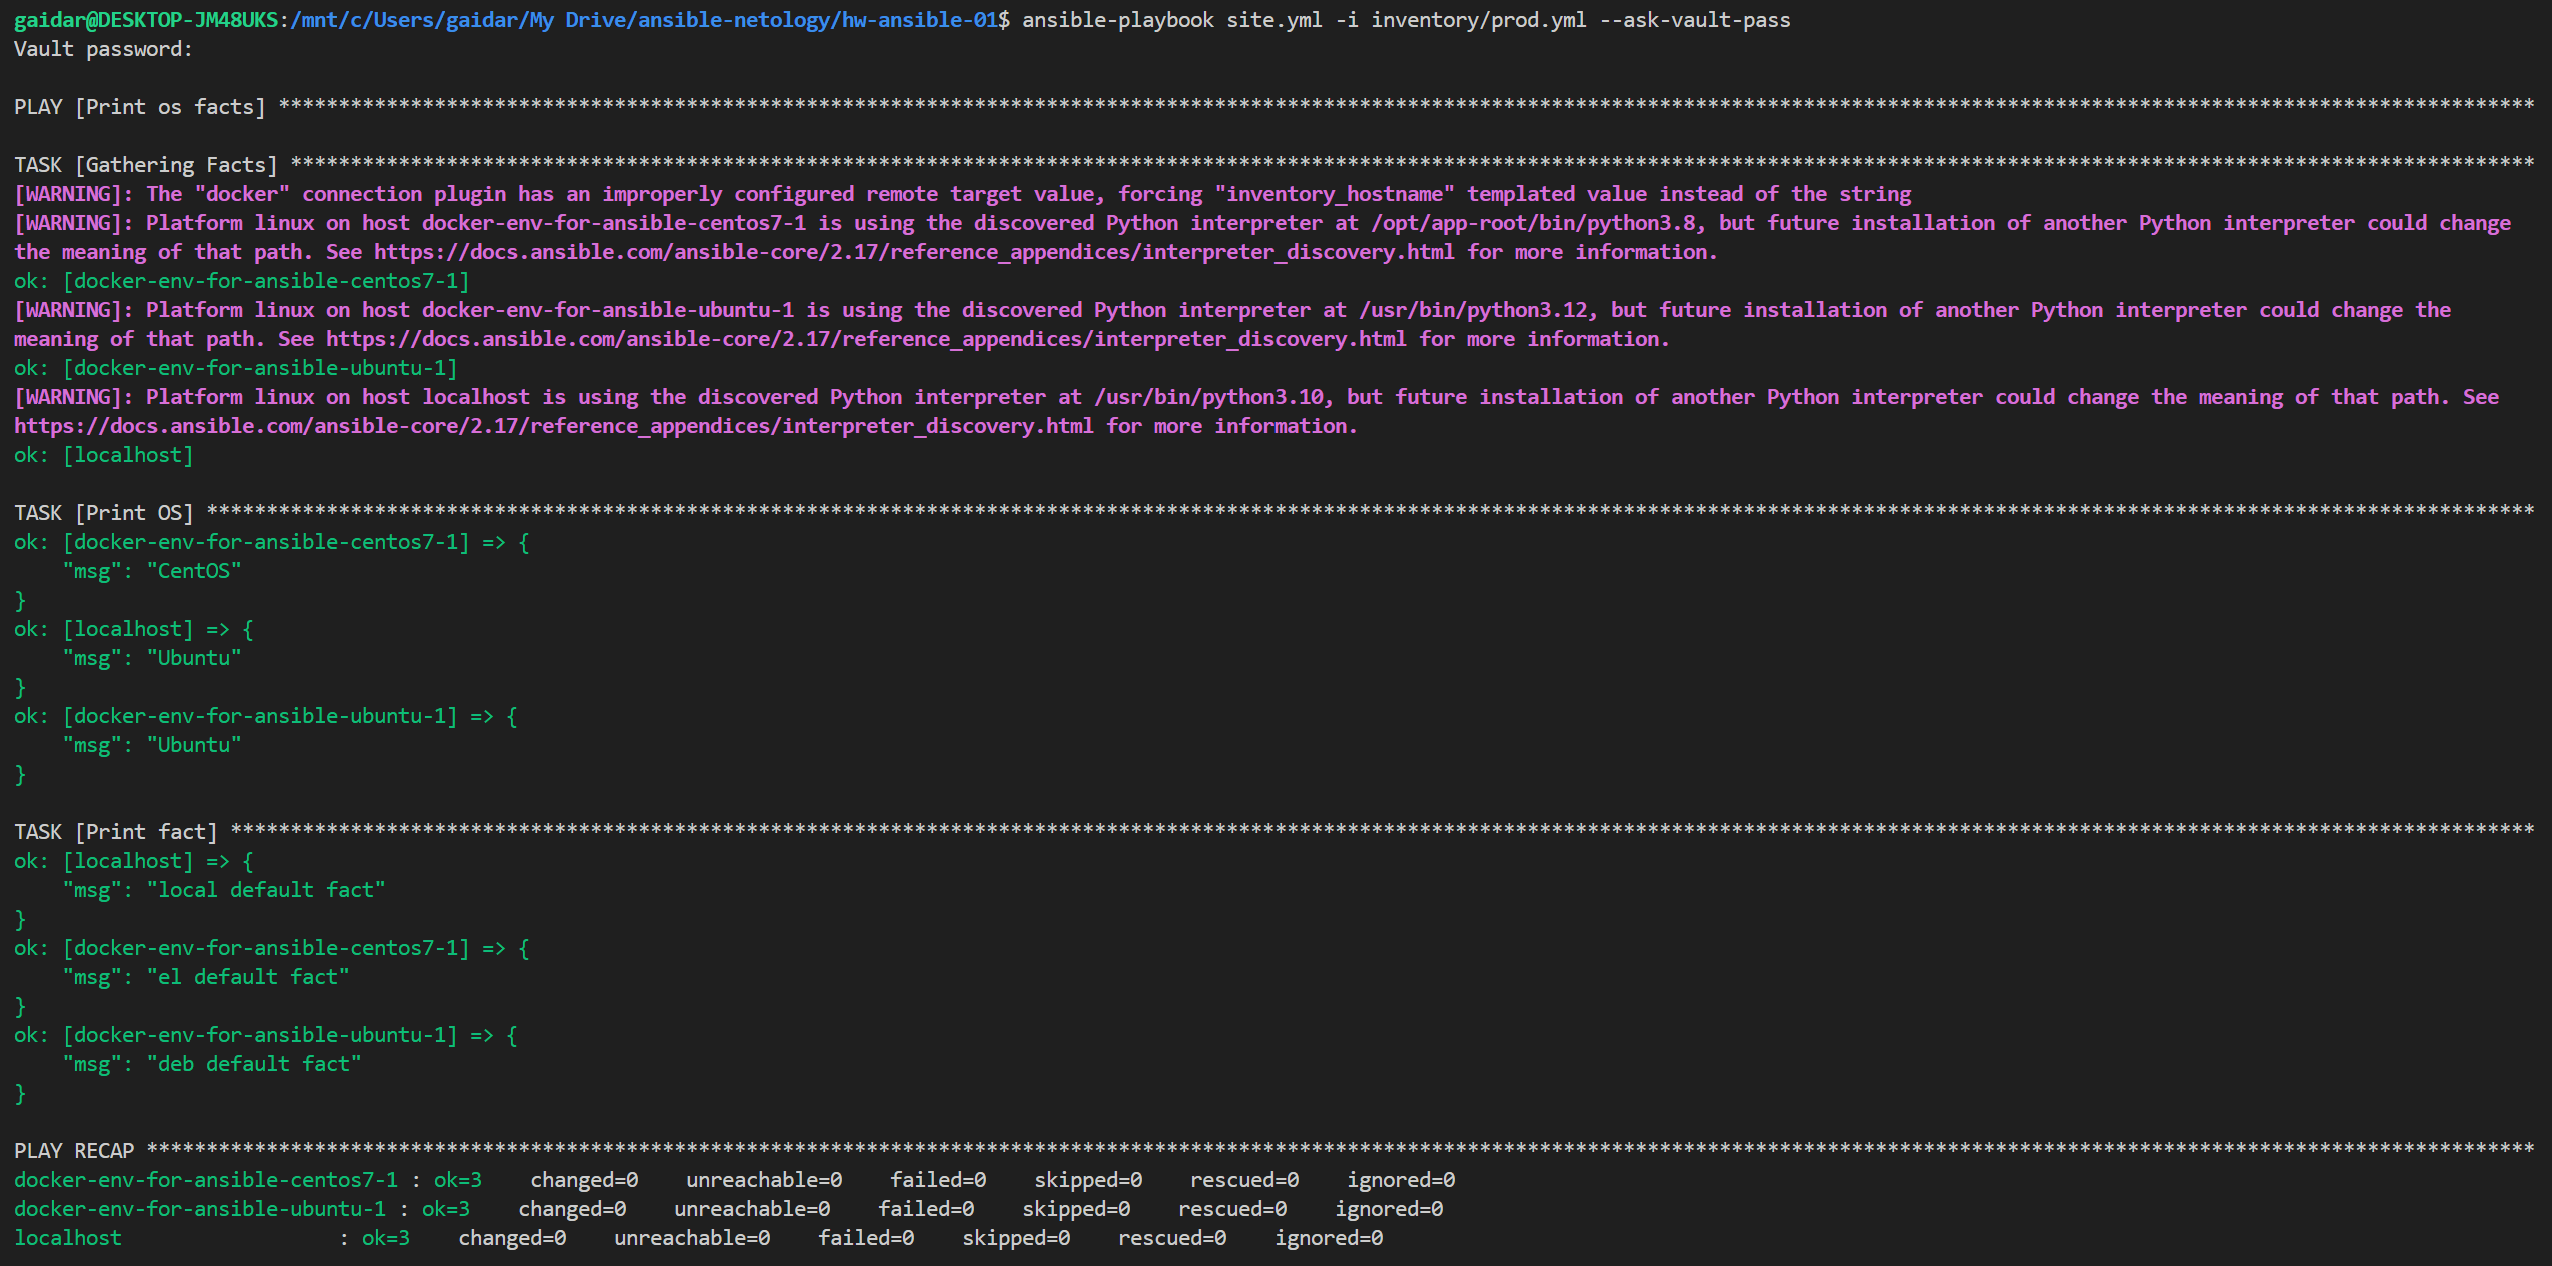 gaidar@DESKTOP-JM48UKS:/mnt/c/Users/gaidar/My Drive/ansible-netology/hw-ansible-01$ ansible-playbook site.yml -i inventory/prod.yml --ask-vault-pass
Vault password:
PLAY [Print os facts] ********************************************************************************************************************************************************************************************
TASK [Gathering Facts] *******************************************************************************************************************************************************************************************
[WARNING]: The "docker" connection plugin has an improperly configured remote target value, forcing "inventory_hostname" templated value instead of the string
[WARNING]: Platform linux on host docker-env-for-ansible-centos7-1 is using the discovered Python interpreter at /opt/app-root/bin/python3.8, but future installation of another Python interpreter could change
the meaning of that path. See https://docs.ansible.com/ansible-core/2.17/reference_appendices/interpreter_discovery.html for more information.
ok: [docker-env-for-ansible-centos7-1]
[WARNING]: Platform linux on host docker-env-for-ansible-ubuntu-1 is using the discovered Python interpreter at /usr/bin/python3.12, but future installation of another Python interpreter could change the
meaning of that path. See https://docs.ansible.com/ansible-core/2.17/reference_appendices/interpreter_discovery.html for more information.
ok: [docker-env-for-ansible-ubuntu-1]
[WARNING]: Platform linux on host localhost is using the discovered Python interpreter at /usr/bin/python3.10, but future installation of another Python interpreter could change the meaning of that path. See
https://docs.ansible.com/ansible-core/2.17/reference_appendices/interpreter_discovery.html for more information.
ok: [localhost]
TASK [Print OS] **************************************************************************************************************************************************************************************************
ok: [docker-env-for-ansible-centos7-1] => {
    "msg": "CentOS"
}
ok: [localhost] => {
    "msg": "Ubuntu"
}
ok: [docker-env-for-ansible-ubuntu-1] => {
    "msg": "Ubuntu"
}
TASK [Print fact] ************************************************************************************************************************************************************************************************
ok: [localhost] => {
    "msg": "local default fact"
}
ok: [docker-env-for-ansible-centos7-1] => {
    "msg": "el default fact"
}
ok: [docker-env-for-ansible-ubuntu-1] => {
    "msg": "deb default fact"
}
PLAY RECAP *******************************************************************************************************************************************************************************************************
docker-env-for-ansible-centos7-1 : ok=3    changed=0    unreachable=0    failed=0    skipped=0    rescued=0    ignored=0
docker-env-for-ansible-ubuntu-1 : ok=3    changed=0    unreachable=0    failed=0    skipped=0    rescued=0    ignored=0
localhost                  : ok=3    changed=0    unreachable=0    failed=0    skipped=0    rescued=0    ignored=0